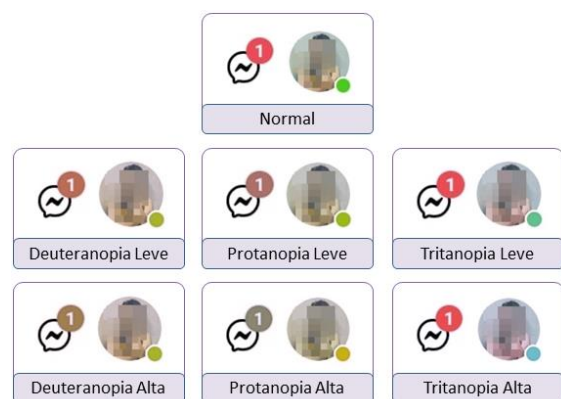 1
Normal
1
1
1
Deuteranopia Leve
Protanopia Leve
Tritanopia Leve
1
1
1
Deuteranopia Alta
Protanopia Alta
Tritanopia Alta